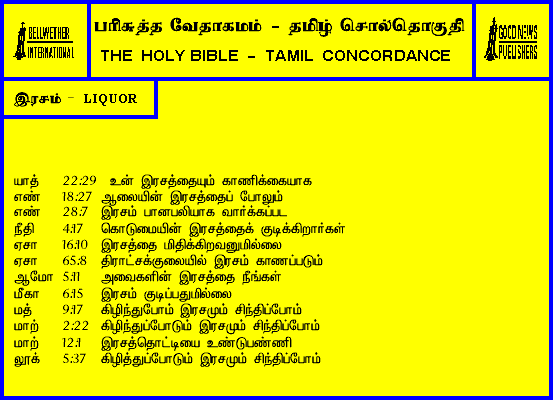 BELLWETHER
INTERNATIONAL
பரிசுத்த வேதாகமம் - தமிழ் சொல்தொகுதி
THE HOLY BIBLE - TAMIL CONCORDANCE
GOOD NEWS
PUBLISHERS
இரசம் - LIQUOR
யாத் 22:29 உன் இரசத்தையும் காணிக்கையாக
எண் 18:27 ஆலையின் இரசத்தைப் போலும்
எண் 28:7 இரசம் பானபலியாக வார்க்கப்பட
நீதி 4:17 கொடுமையின் இரசத்தைக் குடிக்கிறார்கள்
ஏசா 16:10 இரசத்தை மிதிக்கிறவனுமில்லை
ஏசா 65:8 திராட்சக்குலையில் இரசம் காணப்படும்
ஆமோ 5:11 அவைகளின் இரசத்தை நீங்கள்
மீகா 6:15 இரசம் குடிப்பதுமில்லை
மத் 9:17 கிழிந்துபோம் இரசமும் சிந்திப்போம்
மாற் 2:22 கிழிந்துப்போடும் இரசமும் சிந்திப்போம்
மாற் 12:1 இரசத்தொட்டியை உண்டுபண்ணி
லூக் 5:37 கிழித்துப்போடும் இரசமும் சிந்திப்போம்